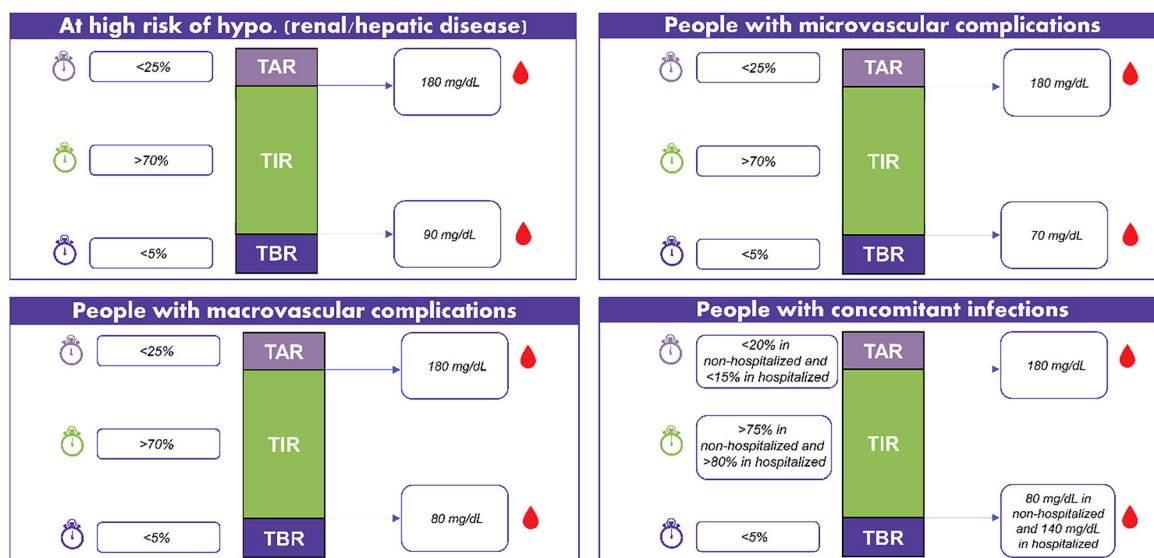 At high risk of hypo. (renal/hepatic disease)
<25%
TAR
180 mg/dL
>70%
TIR
90 mg/dL
<5%
TBR
People with microvascular complications
<25%
TAR
180 mg/dL
>70%
TIR
70 mg/dL
<5%
TBR
People with macrovascular complications
<25%
TAR
180 mg/dL
>70%
TIR
80 mg/dL
<5%
TBR
People with concomitant infections
<20% in
non-hospitalized and
<15% in hospitalized
TAR
180 mg/dL
>75% in
non-hospitalized and
>80% in hospitalized
TIR
80 mg/dL in
non-hospitalized
and 140 mg/dL
in hospitalized
<5%
TBR